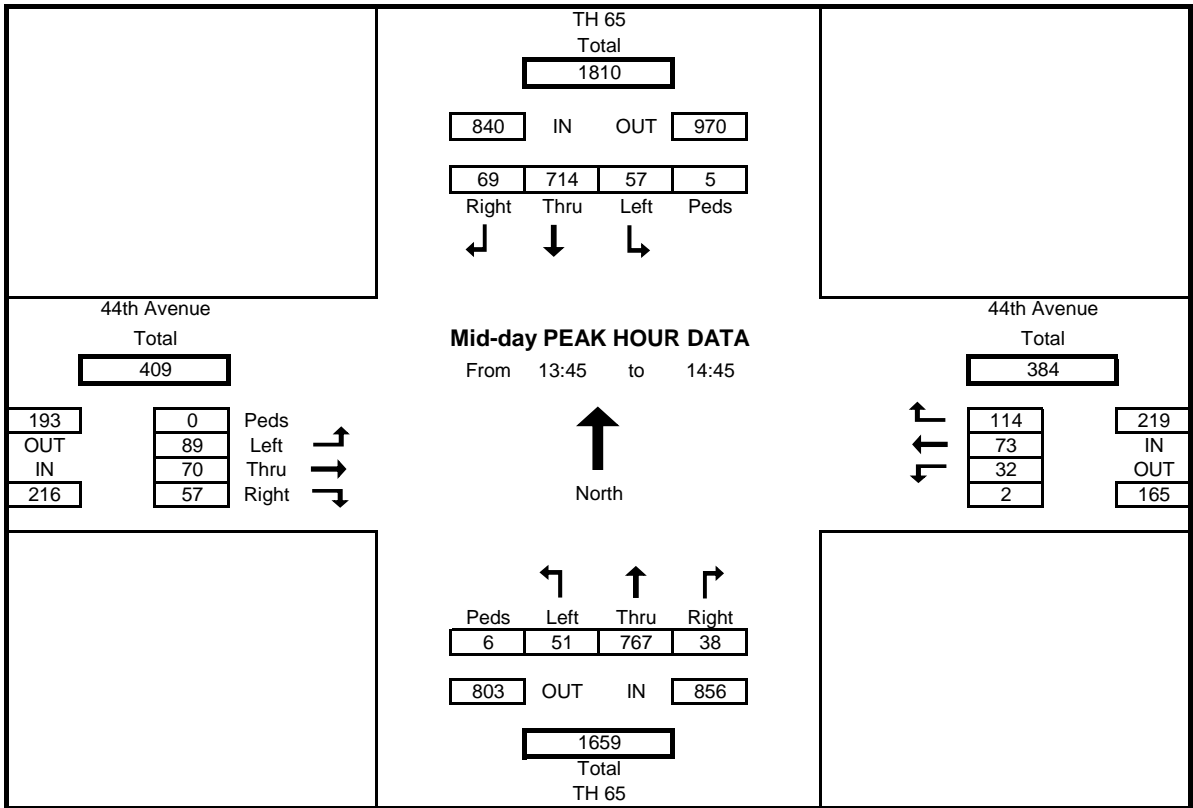 TH 65
Total
1810
840 IN OUT 970
69 714 57 5
Right Thru Left Peds
44th Avenue
Total
409
193 0 Peds
OUT 89 Left
IN 70 Thru
216 57 Right
Mid-day PEAK HOUR DATA
From 13:45 to 14:45
North
44th Avenue
Total
384
114 219
73 IN
32 OUT
2 165
Peds Left Thru Right
6 51 767 38
803 OUT IN 856
1659
Total
TH 65